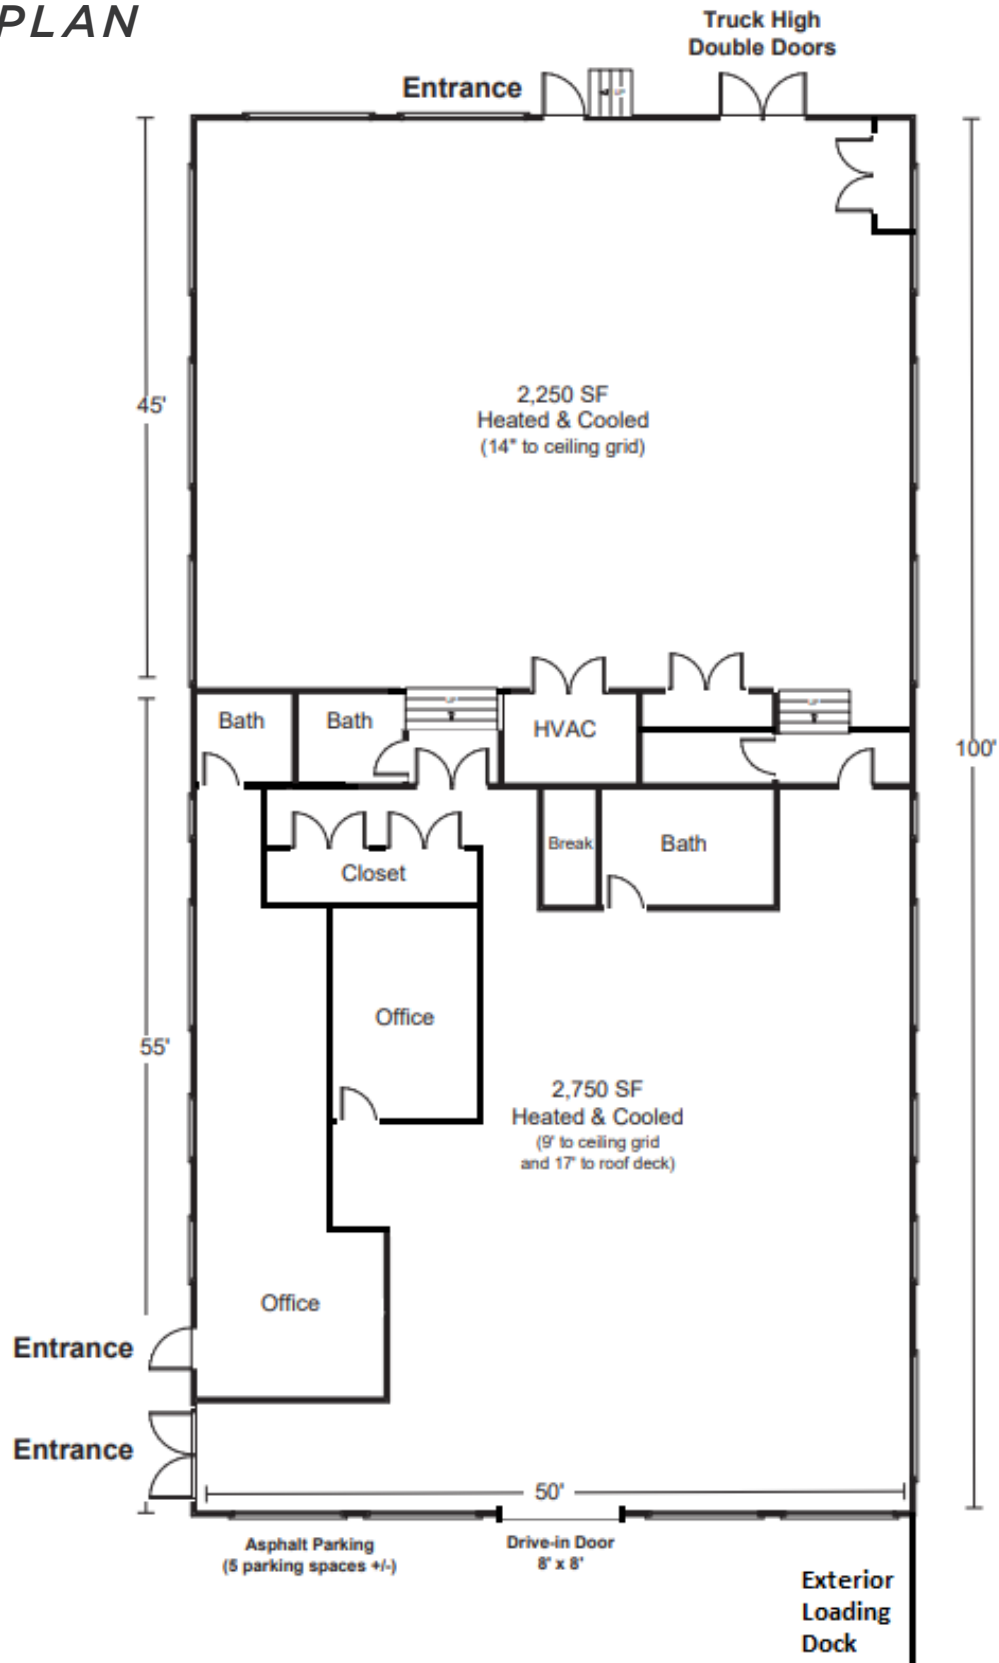 PLAN
Truck High
Double Doors
Entrance
45'
2,250 SF
Heated & Cooled
(14" to ceiling grid)
Bath
Bath
HVAC
100'
Break
Bath
Closet
Office
55'
2,750 SF
Heated & Cooled
(9' to ceiling grid
and 17' to roof deck)
Office
Entrance
Entrance
50'
Asphalt Parking
(5 parking spaces +/-)
Drive-in Door
8' x 8'
Exterior
Loading
Dock